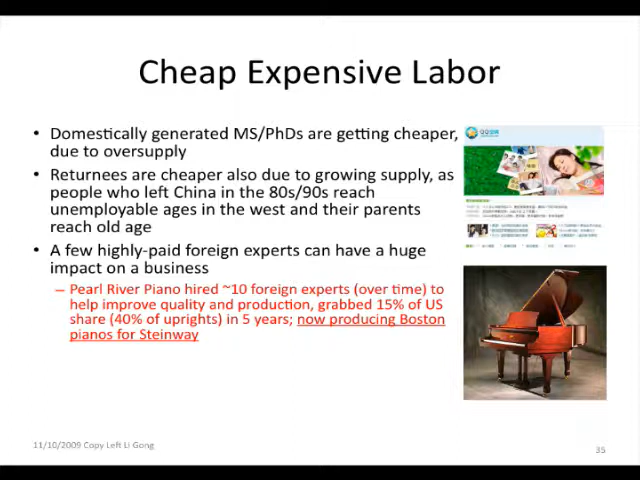 Cheap Expensive Labor
• Domestically generated MS/PhDs are getting cheaper,
due to oversupply
• Returnees are cheaper also due to growing supply, as
people who left China in the 80s/90s reach
unemployable ages in the west and their parents
reach old age
• A few highly-paid foreign experts can have a huge
impact on a business
– Pearl River Piano hired ~10 foreign experts (over time) to
help improve quality and production, grabbed 15% of US
share (40% of uprights) in 5 years; now producing Boston
pianos for Steinway
11/10/2009 Copy Left Li Gong
35